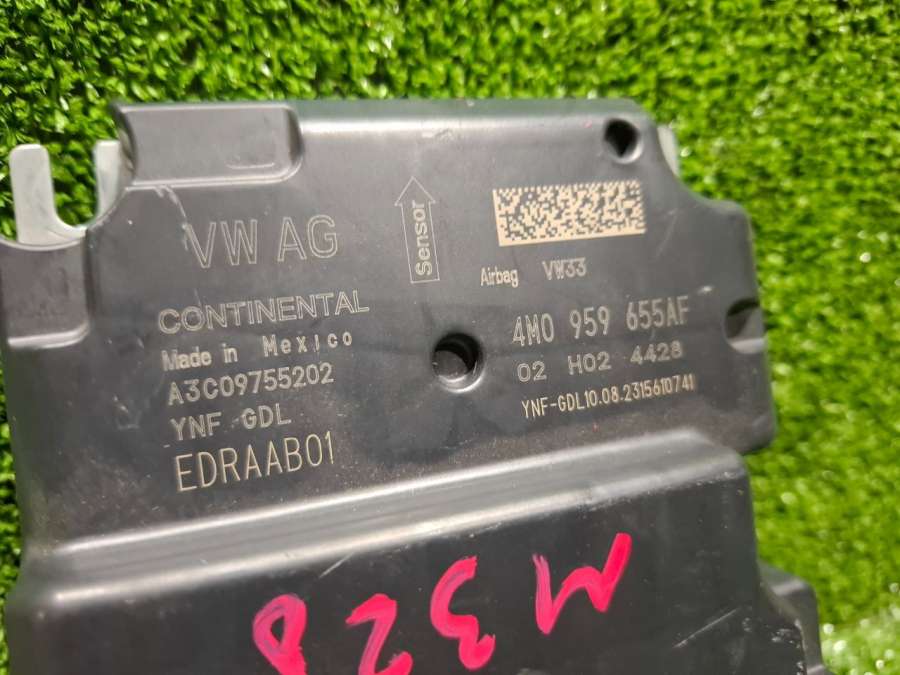 VW AG
Sensor
Airbag VW33
CONTINENTAL
Made in Mexico
A3C09755202
YNF GDL
EDRAAB01
4M0 959 655AF
02 H02 4428
YNF-GDL10.08.2315610741
M328